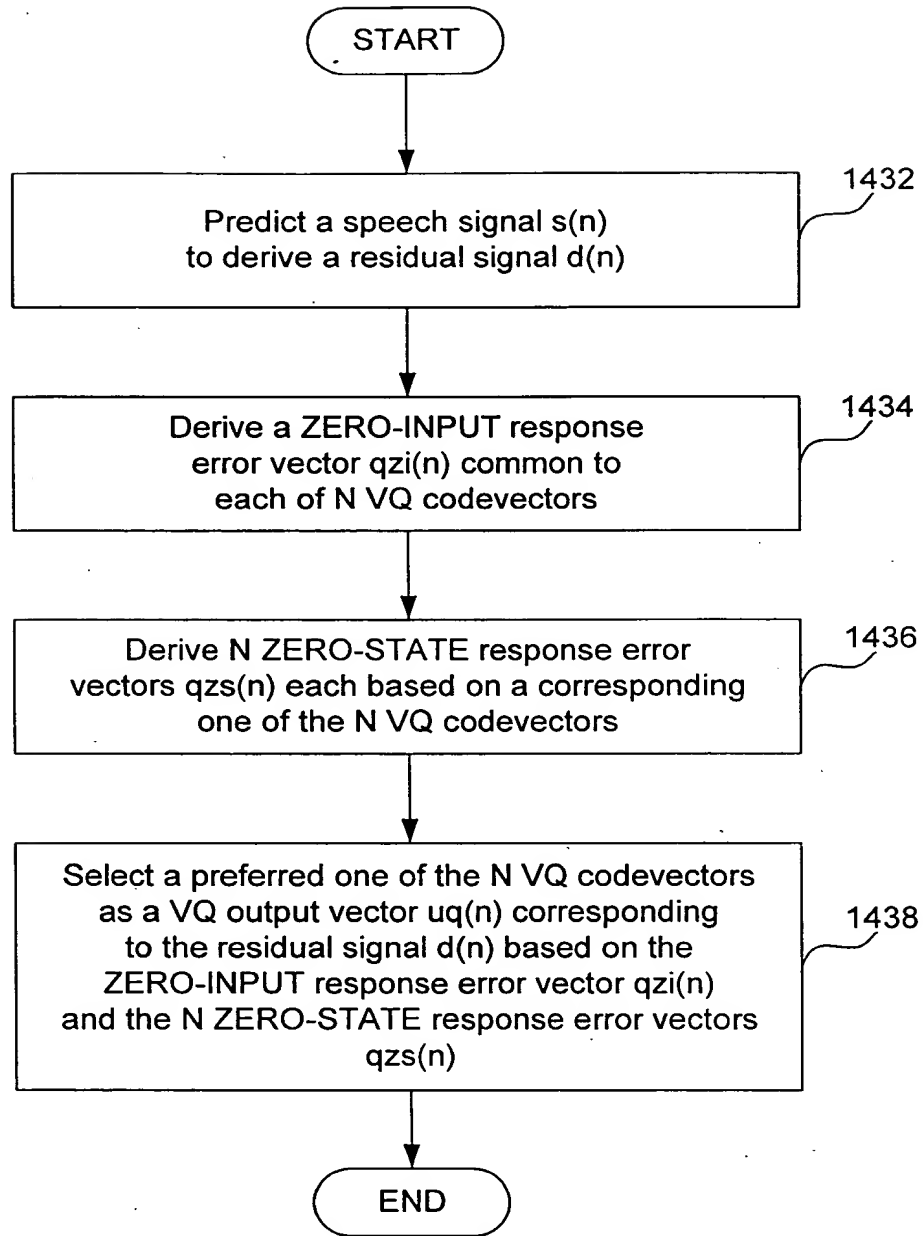 START
1432
Predict a speech signal s(n)
to derive a residual signal d(n)
1434
Derive a ZERO-INPUT response
error vector qzi(n) common to
each of N VQ codevectors
1436
Derive N ZERO-STATE response error
vectors qzs(n) each based on a corresponding
one of the N VQ codevectors
1438
Select a preferred one of the N VQ codevectors
as a VQ output vector uq(n) corresponding
to the residual signal d(n) based on the
ZERO-INPUT response error vector qzi(n)
and the N ZERO-STATE response error vectors
qzs(n)
END